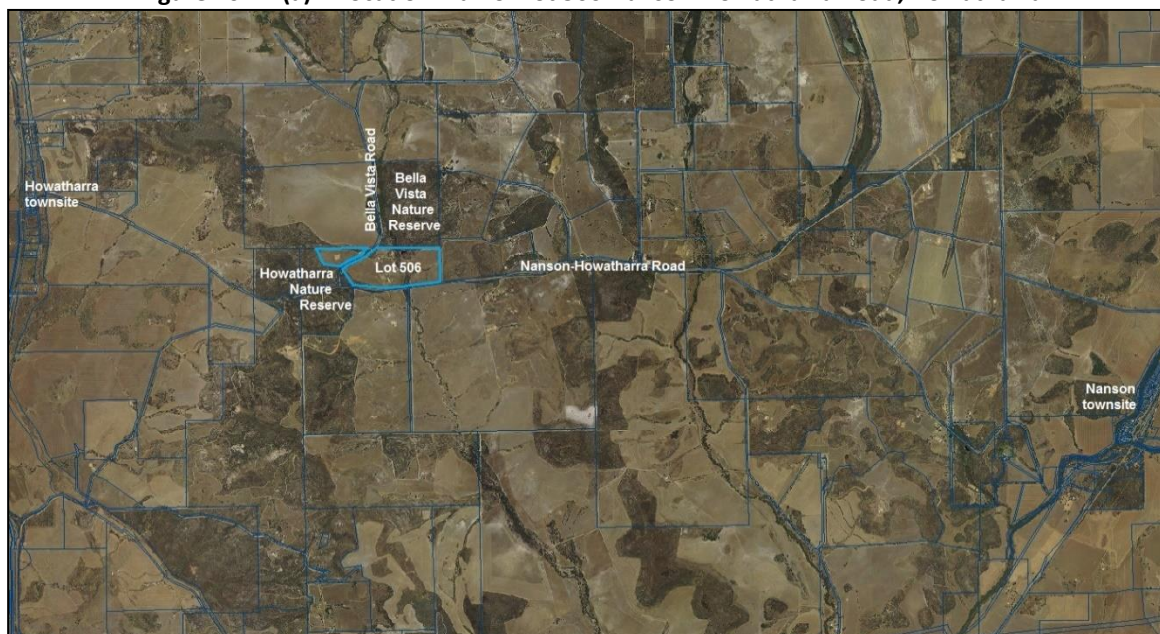 Howatharra
townsite
Bella Vista Road
Bella
Vista
Nature
Reserve
Lot 506
Howatharra
Nature
Reserve
Nanson-Howatharra Road
Nanson
townsite